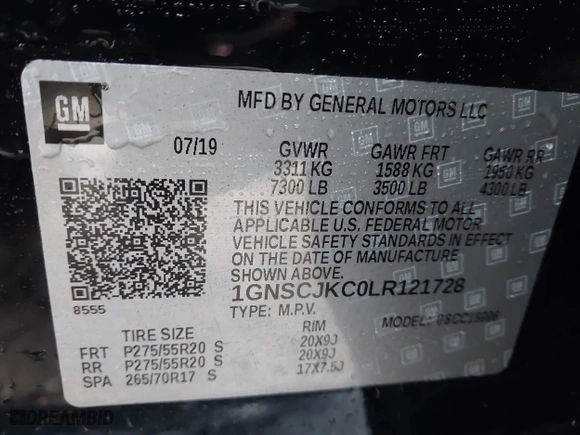 GM
MFD BY GENERAL MOTORS LLC
07/19 GVWR GAWR FRT GAWR RR
3311 KG 1588 KG 1950 KG
7300 LB 3500 LB 4300 LB
THIS VEHICLE CONFORMS TO ALL
APPLICABLE U.S. FEDERAL MOTOR
VEHICLE SAFETY STANDARDS IN EFFECT
ON THE DATE OF MANUFACTURE
SHOWN ABOVE.
1GNSCJKC0LR121728
8555
TYPE: M.P.V. MODEL:
TIRE SIZE RIM
FRT P275/55R20 S 20X9J
RR P275/55R20 S 20X9J
SPA 265/70R17 S 17X7.5J
DREAMBID